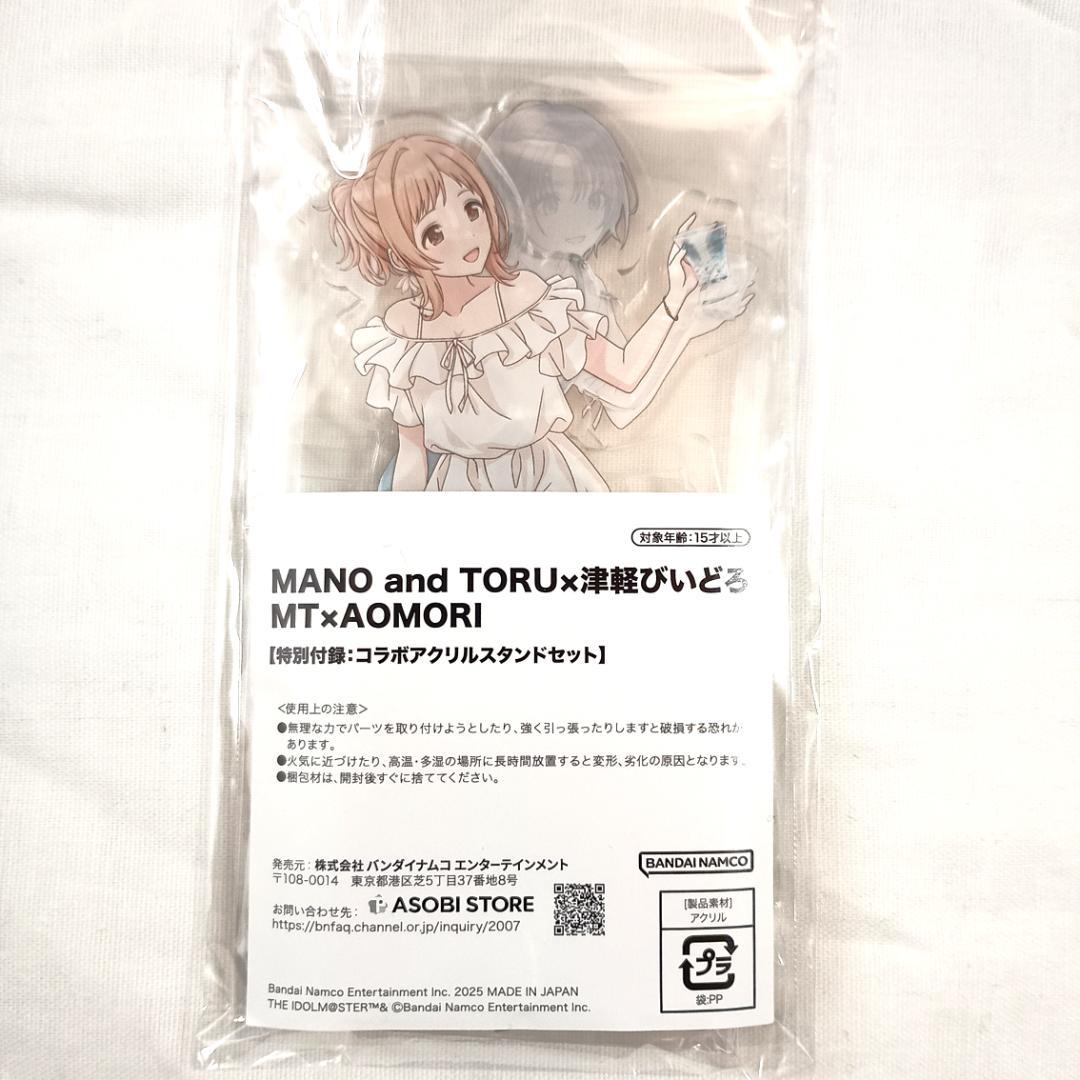 対象年齢:15才以上
MANO and TORU×津軽びいどろ
MT×AOMORI
【特別付録:コラボアクリルスタンドセット】
<使用上の注意>
●無理な力でパーツを取り付けようとしたり、強く引っ張ったりしますと破損する恐れが
あります。
●火気に近づけたり、高温・多湿の場所に長時間放置すると変形、劣化の原因となります。
●梱包材は、開封後すぐに捨ててください。
発売元:株式会社 バンダイナムコ エンターテインメント
〒108-0014 東京都港区芝5丁目37番地8号
お問い合わせ先: ASOBI STORE
https://bnfaq.channel.or.jp/inquiry/2007
BANDAI NAMCO
[製品素材]
アクリル
プラ
袋:PP
Bandai Namco Entertainment Inc. 2025 MADE IN JAPAN
THE IDOLM@STER™& ©Bandai Namco Entertainment Inc.